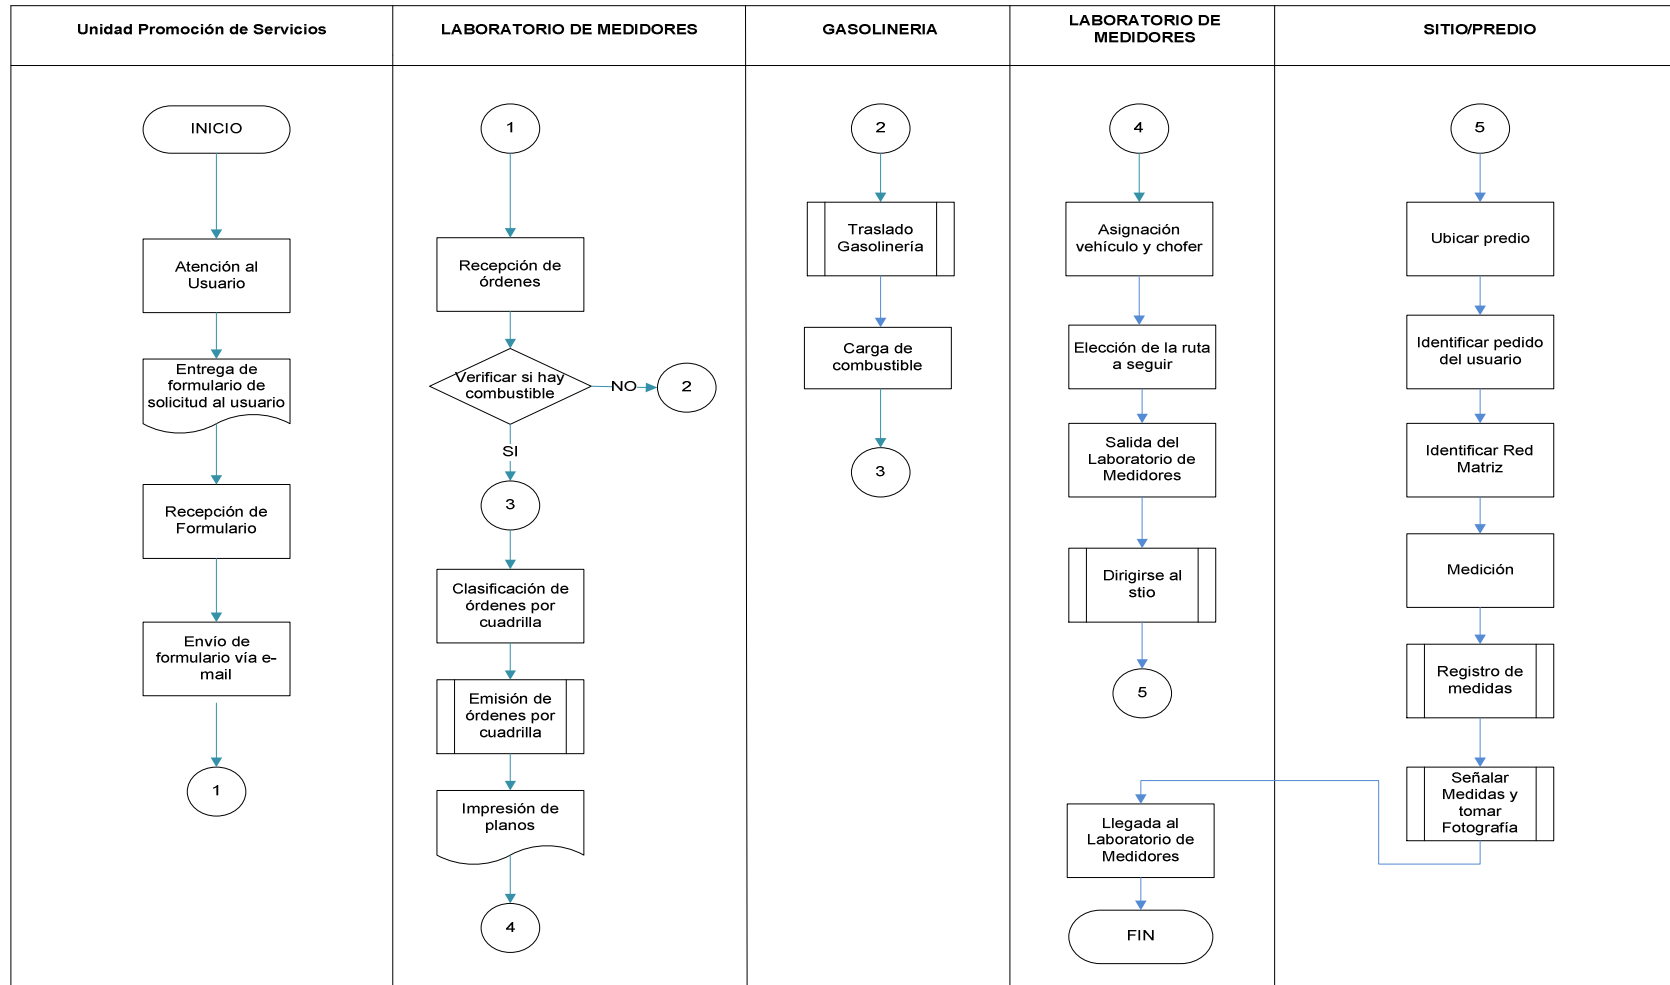 Unidad Promoción de Servicios
LABORATORIO DE MEDIDORES
GASOLINERIA
LABORATORIO DE
MEDIDORES
SITIO/PREDIO
INICIO
Atención al
Usuario
Entrega de
formulario de
solicitud al usuario
Recepción de
Formulario
Envío de
formulario vía e-
mail
1
1
Recepción de
órdenes
Verificar si hay
combustible
NO
2
SI
3
Clasificación de
órdenes por
cuadrilla
Emisión de
órdenes por
cuadrilla
Impresión de
planos
4
2
Traslado
Gasolinería
Carga de
combustible
3
4
Asignación
vehículo y chofer
Elección de la ruta
a seguir
Salida del
Laboratorio de
Medidores
Dirigirse al
stio
5
Llegada al
Laboratorio de
Medidores
FIN
5
Ubicar predio
Identificar pedido
del usuario
Identificar Red
Matriz
Medición
Registro de
medidas
Señalar
Medidas y
tomar
Fotografía